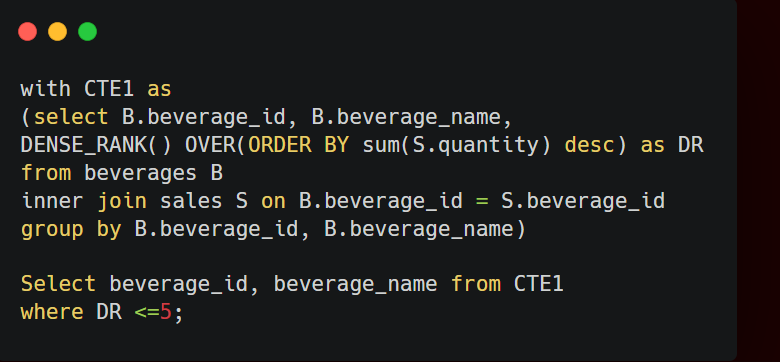 with CTE1 as
(select B.beverage_id, B.beverage_name,
DENSE_RANK() OVER(ORDER BY sum(S.quantity) desc) as DR
from beverages B
inner join sales S on B.beverage_id = S.beverage_id
group by B.beverage_id, B.beverage_name)
Select beverage_id, beverage_name from CTE1
where DR <=5;